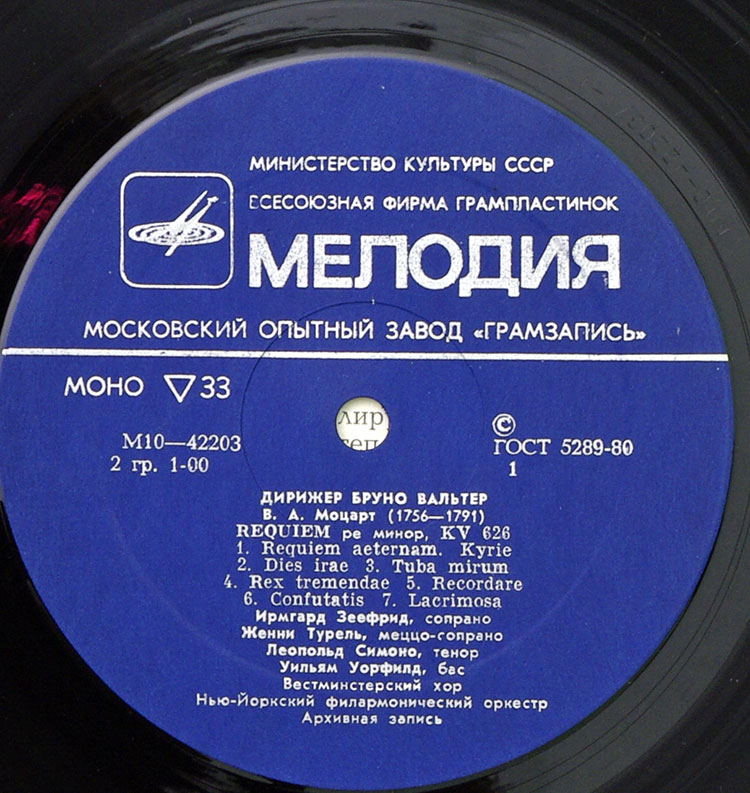 МИНИСТЕРСТВО КУЛЬТУРЫ СССР
ВСЕСОЮЗНАЯ ФИРМА ГРАМПЛАСТИНОК
МЕЛОДИЯ
МОСКОВСКИЙ ОПЫТНЫЙ ЗАВОД «ГРАМЗАПИСЬ»
МОНО ▽33
М10—42203
2 гр. 1-00
©
ГОСТ 5289-80
1
ДИРИЖЕР БРУНО ВАЛЬТЕР
В. А. Моцарт (1756—1791)
REQUIEM ре минор, KV 626
1. Requiem aeternam. Kyrie
2. Dies irae 3. Tuba mirum
4. Rex tremendae 5. Recordare
6. Confutatis 7. Lacrimosa
Ирмгард Зеефрид, сопрано
Женни Турель, меццо-сопрано
Леопольд Симоно, тенор
Уильям Уорфилд, бас
Вестминстерский хор
Нью-Йоркский филармонический оркестр
Архивная запись